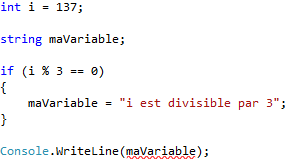 int i = 137;
string maVariable;
if (i % 3 == 0)
{
maVariable = "i est divisible par 3";
}
Console.WriteLine(maVariable);